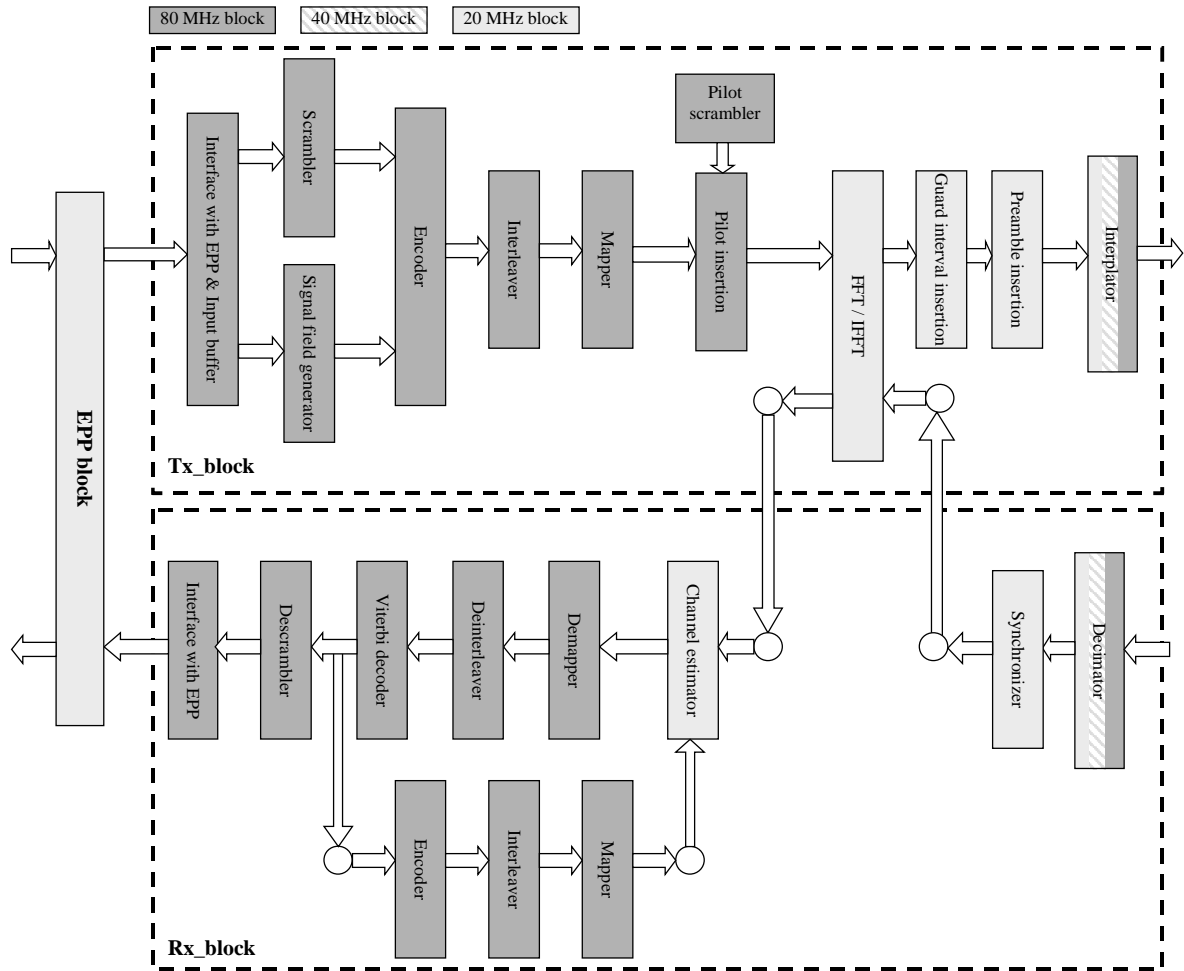 80 MHz block
40 MHz block
20 MHz block
EPP block
Tx_block
Interface with EPP & Input
buffer
Scrambler
Signal field
generator
Encoder
Interleaver
Mapper
Pilot
scrambler
Pilot insertion
FFT / IFFT
Guard interval
insertion
Preamble insertion
Interplator
Rx_block
Interface with EPP
Descrambler
Viterbi decoder
Deinterleaver
Demapper
Channel estimator
Synchronizer
Decimator
Encoder
Interleaver
Mapper